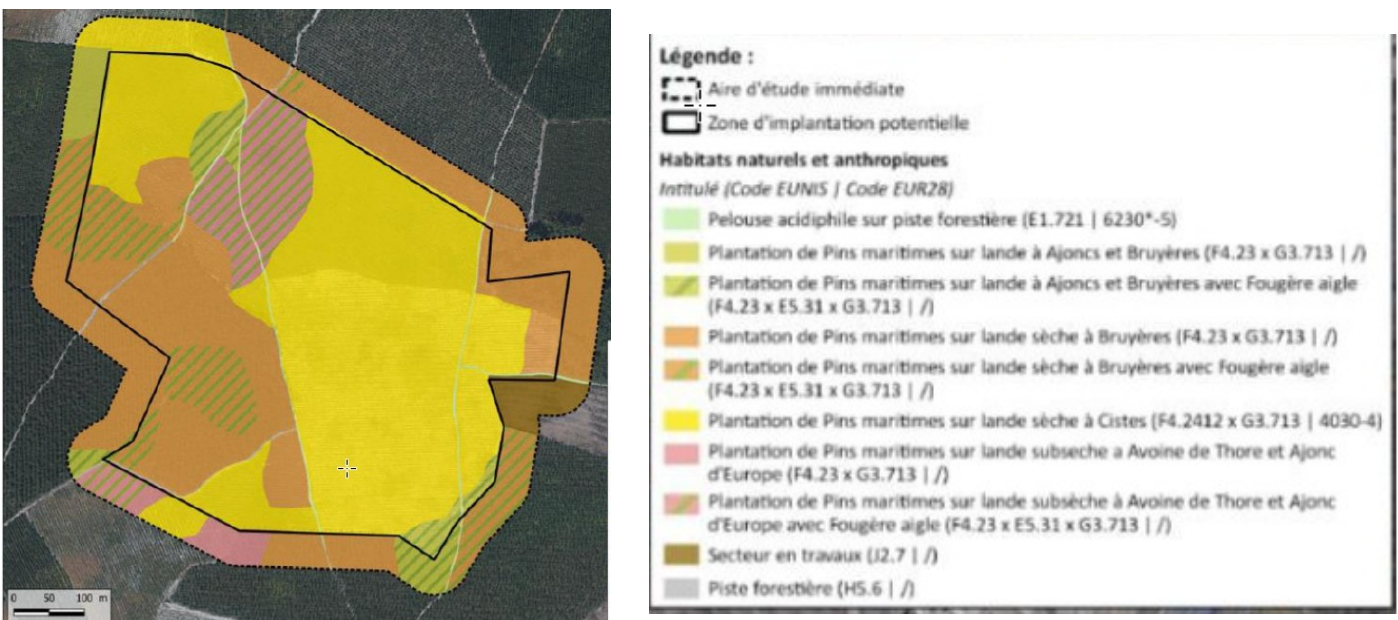 Légende :
Aire d'étude immédiate
Zone d'implantation potentielle
Habitats naturels et anthropiques
Intitulé (Code EUNIS | Code EUR28)
Pelouse acidiphile sur piste forestière (E1.721 | 6230*-5)
Plantation de Pins maritimes sur lande à Ajoncs et Bruyères (F4.23 x G3.713 | /)
Plantation de Pins maritimes sur lande à Ajoncs et Bruyères avec Fougère aigle
(F4.23 x E5.31 x G3.713 | /)
Plantation de Pins maritimes sur lande sèche à Bruyères (F4.23 x G3.713 | /)
Plantation de Pins maritimes sur lande sèche à Bruyères avec Fougère aigle
(F4.23 x E5.31 x G3.713 | /)
Plantation de Pins maritimes sur lande sèche à Cistes (F4.2412 x G3.713 | 4030-4)
Plantation de Pins maritimes sur lande subseche a Avoine de Thore et Ajonc
d'Europe (F4.23 x G3.713 | /)
Plantation de Pins maritimes sur lande subsèche à Avoine de Thore et Ajonc
d'Europe avec Fougère aigle (F4.23 x E5.31 x G3.713 | /)
Secteur en travaux (J2.7 | /)
Piste forestière (H5.6 | /)
0 50 100 m